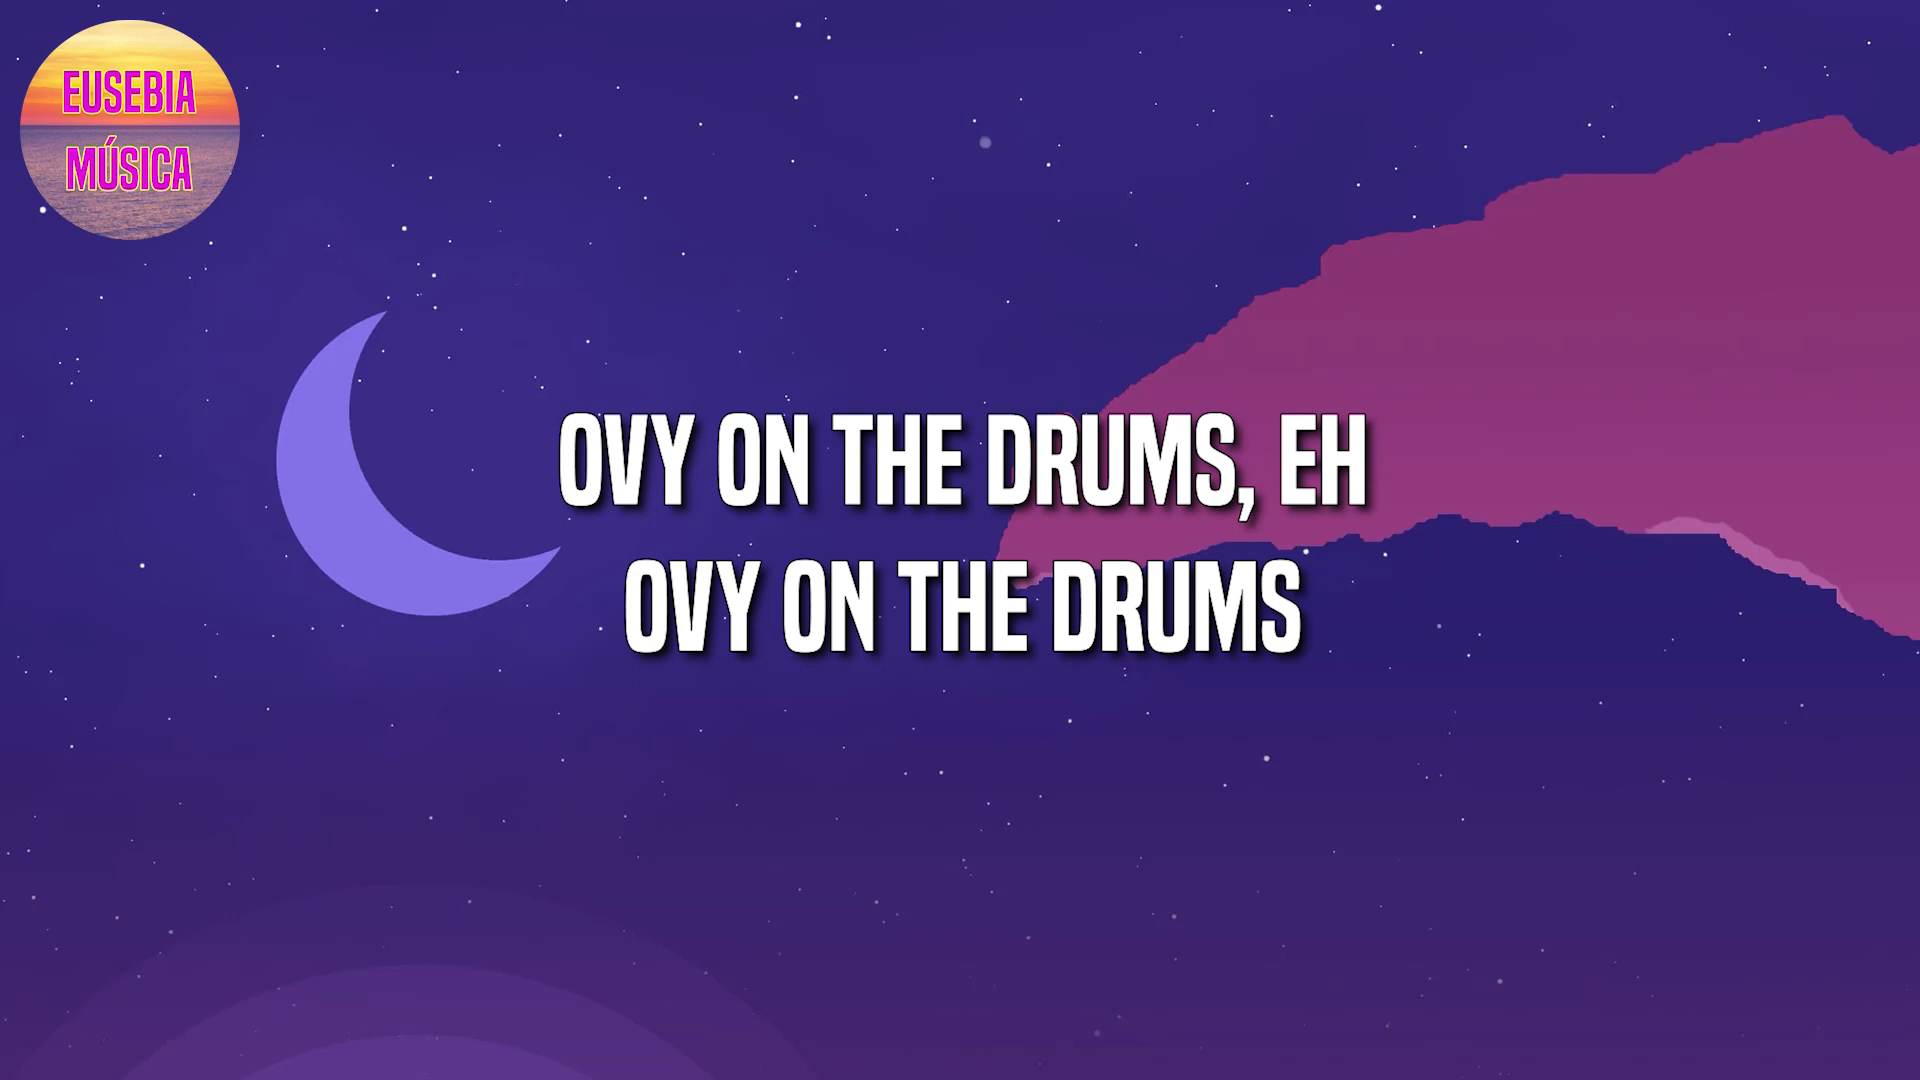 EUSEBIA
MÚSICA
OVY ON THE DRUMS, EH
OVY ON THE DRUMS